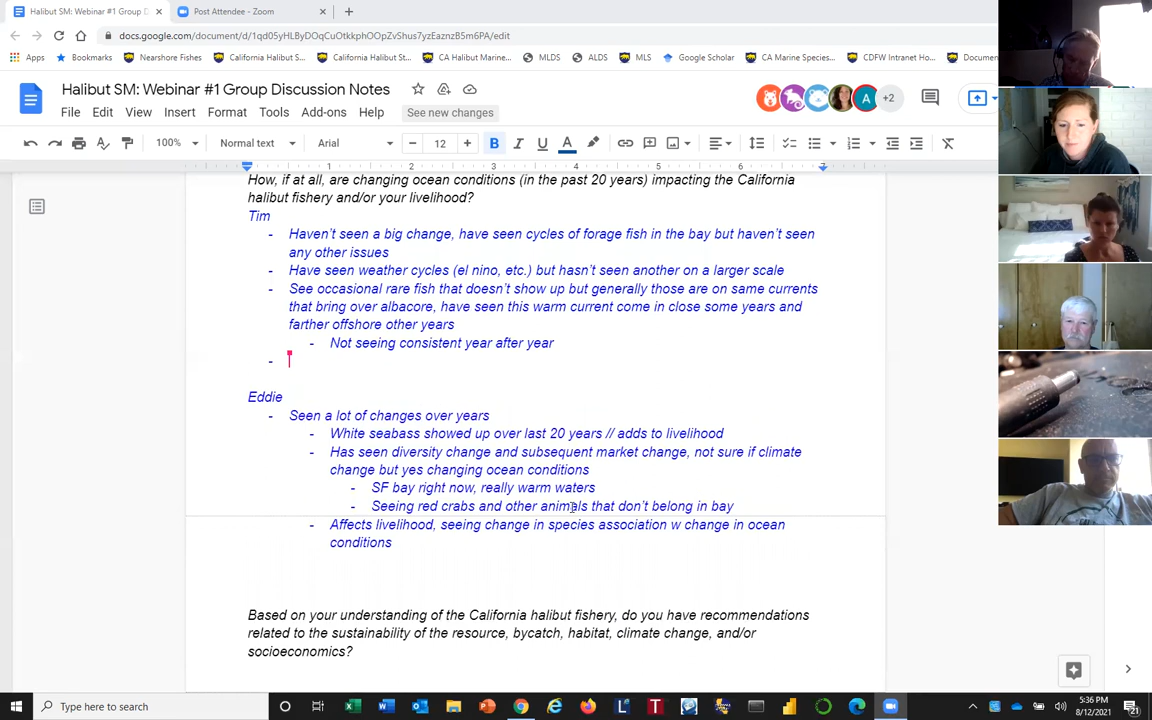 Halibut SM: Webinar #1 Group D
Post Attendee - Zoom
docs.google.com/document/d/1qd05yHLByDOqCuOtkkphOOpZvShus7yzEaznzB5m6PA/edit
Apps
Bookmarks
Nearshore Fishes
California Halibut S...
California Halibut St...
CA Halibut Marine...
MLDS
ALDS
MLS
Google Scholar
CA Marine Species...
CDFW Intranet Ho...
Documen
Halibut SM: Webinar #1 Group Discussion Notes
File Edit View Insert Format Tools Add-ons Help See new changes
A +2
100% Normal text Arial 12 B I U A
1 2 3 4 5 6 7
How, if at all, are changing ocean conditions (in the past 20 years) impacting the California
halibut fishery and/or your livelihood?
Tim
- Haven't seen a big change, have seen cycles of forage fish in the bay but haven't seen
any other issues
- Have seen weather cycles (el nino, etc.) but hasn't seen another on a larger scale
- See occasional rare fish that doesn't show up but generally those are on same currents
that bring over albacore, have seen this warm current come in close some years and
farther offshore other years
- Not seeing consistent year after year
-
Eddie
- Seen a lot of changes over years
- White seabass showed up over last 20 years // adds to livelihood
- Has seen diversity change and subsequent market change, not sure if climate
change but yes changing ocean conditions
- SF bay right now, really warm waters
- Seeing red crabs and other animals that don't belong in bay
- Affects livelihood, seeing change in species association w change in ocean
conditions
Based on your understanding of the California halibut fishery, do you have recommendations
related to the sustainability of the resource, bycatch, habitat, climate change, and/or
socioeconomics?
Type here to search
5:36 PM
8/12/2021
21